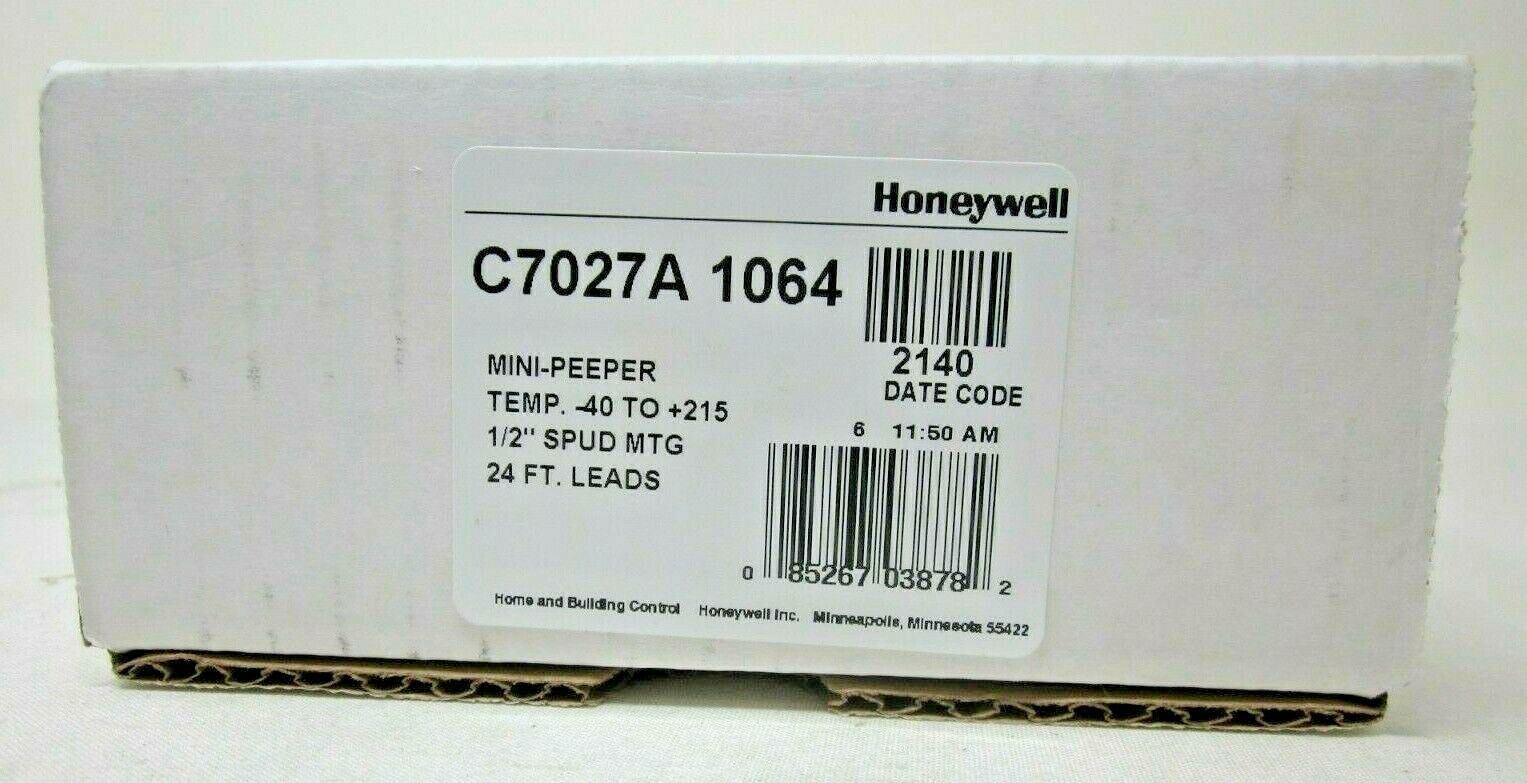 Honeywell
C7027A 1064
2140
DATE CODE
MINI-PEEPER
TEMP. -40 TO +215
1/2" SPUD MTG
24 FT. LEADS
6 11:50 AM
0 85267 03878 2
Home and Building Control Honeywell Inc. Minneapolis, Minnesota 55422